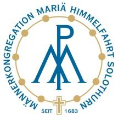 MÄNNERKONGREGATION MARIÄ HIMMELFAHRT SOLOTHURN
SEIT 1683